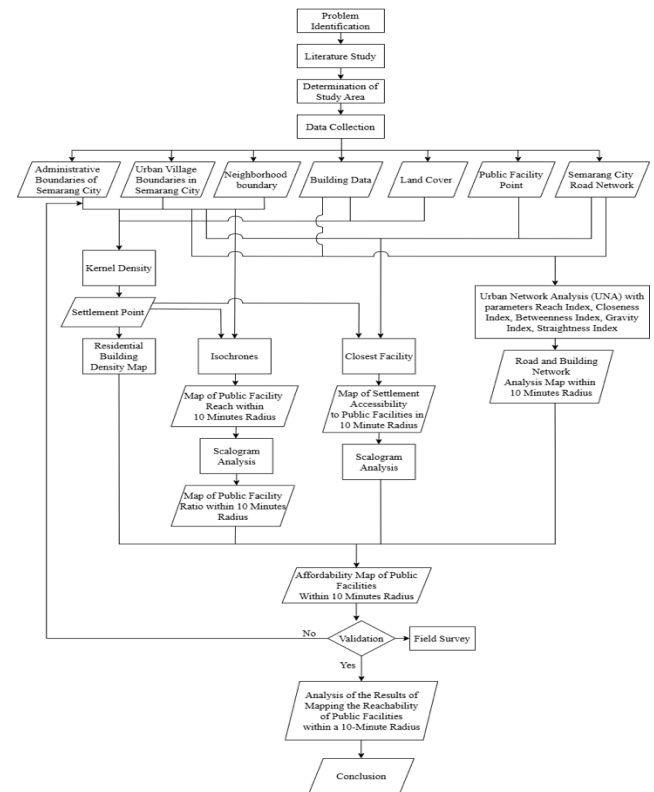 Problem
Identification
Literature Study
Determination of
Study Area
Data Collection
Administrative
Boundaries of
Semarang City
Urban Village
Boundaries in
Semarang City
Neighborhood
boundary
Building Data
Land Cover
Public Facility
Point
Semarang City
Road Network
Kernel Density
Settlement Point
Residential
Building
Density Map
Isochrones
Closest Facility
Urban Network Analysis (UNA) with
parameters Reach Index, Closeness
Index, Betweenness Index, Gravity
Index, Straightness Index
Map of Public Facility
Reach within
10 Minutes Radius
Map of Settlement
Accessibility
to Public Facilities in
10 Minute Radius
Road and Building
Network
Analysis Map within
10 Minutes Radius
Scalogram
Analysis
Scalogram
Analysis
Map of Public Facility
Ratio within 10 Minutes
Radius
Affordability Map of Public
Facilities
Within 10 Minutes Radius
No
Validation
Field Survey
Yes
Analysis of the Results of
Mapping the Reachability
of Public Facilities
within a 10-Minute Radius
Conclusion